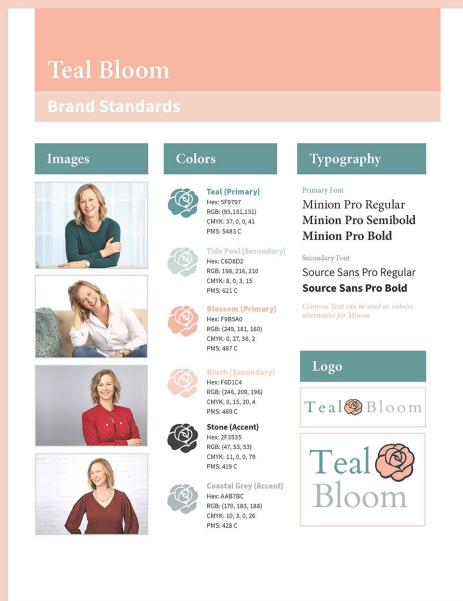 Teal Bloom
Brand Standards
Images
Colors
Teal (Primary)
Hex: 5F9797
RGB: (95,151,151)
CMYK: 37, 0, 0, 41
PMS: 5483 C
Tide Pool (Secondary)
Hex: C6D8D2
RGB: 198, 216, 210
CMYK: 8, 0, 3, 15
PMS: 621 C
Blossom (Primary)
Hex: F9B5A0
RGB: (249, 181, 160)
CMYK: 0, 27, 36, 2
PMS: 487 C
Blush (Secondary)
Hex: F6D1C4
RGB: (246, 209, 196)
CMYK: 0, 15, 20, 4
PMS: 489 C
Stone (Accent)
Hex: 2F3535
RGB: (47, 53, 53)
CMYK: 11, 0, 0, 79
PMS: 419 C
Coastal Grey (Accent)
Hex: AAB7BC
RGB: (170, 183, 188)
CMYK: 10, 3, 0, 26
PMS: 428 C
Typography
Primary Font
Minion Pro Regular
Minion Pro Semibold
Minion Pro Bold
Secondary Font
Source Sans Pro Regular
Source Sans Pro Bold
Crimson Text can be used as website
alternative for Minion
Logo
Teal Bloom
Teal
Bloom